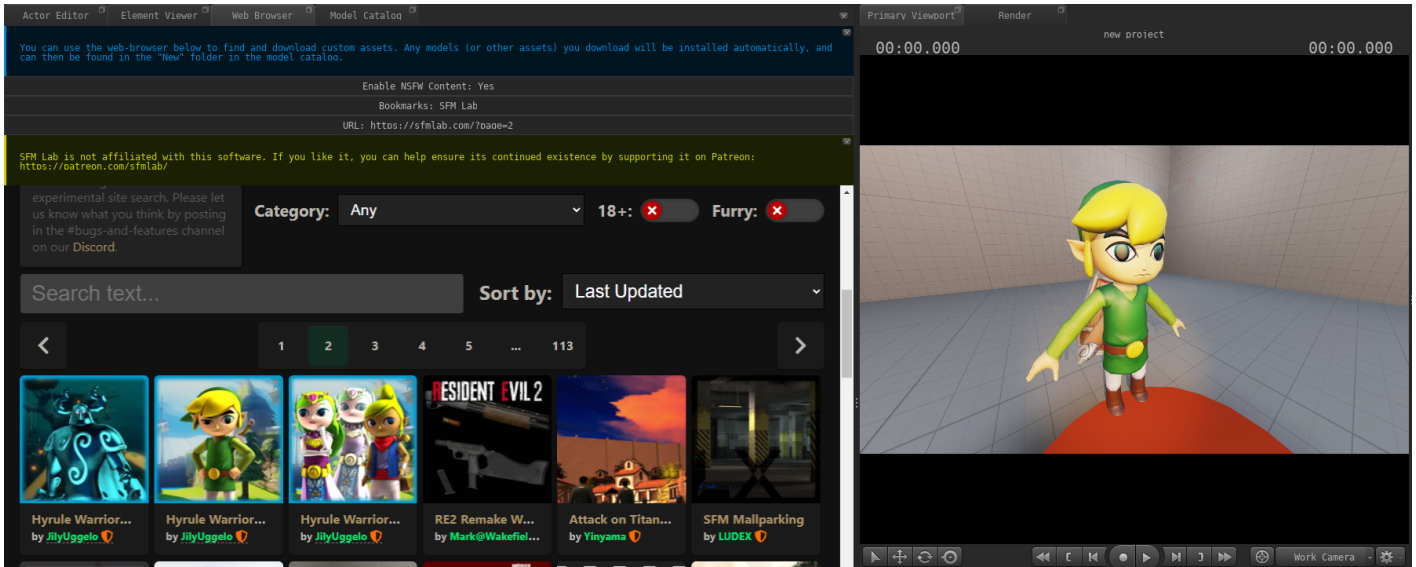 Actor Editor Element Viewer Web Browser Model Catalog
You can use the web-browser below to find and download custom assets. Any models (or other assets) you download will be installed automatically, and
can then be found in the "New" folder in the model catalog.
Enable NSFW Content: Yes
Bookmarks: SFM Lab
URL: https://sfmlab.com/?page=2
SFM Lab is not affiliated with this software. If you like it, you can help ensure its continued existence by supporting it on Patreon:
https://patreon.com/sfmlab/
experimental site search. Please let
us know what you think by posting
in the #bugs-and-features channel
on our Discord.
Category: Any 18+: Furry:
Search text... Sort by: Last Updated
1 2 3 4 5 ... 113
RESIDENT EVIL 2
Hyrule Warrior... Hyrule Warrior... Hyrule Warrior... RE2 Remake W... Attack on Titan... SFM Mallparking
by JilyUggelo by JilyUggelo by JilyUggelo by Mark@Wakefiel... by Yinyama by LUDEX
Primary Viewport Render
new project
00:00.000 00:00.000
Work Camera